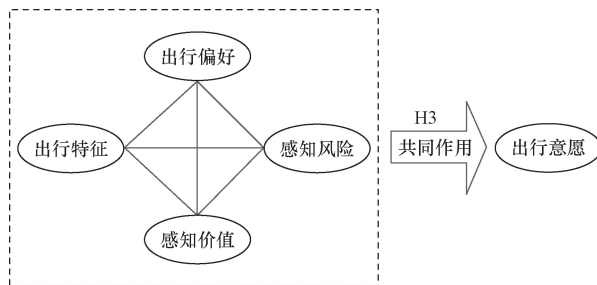 出行偏好
出行特征
感知风险
感知价值
H3
共同作用
出行意愿